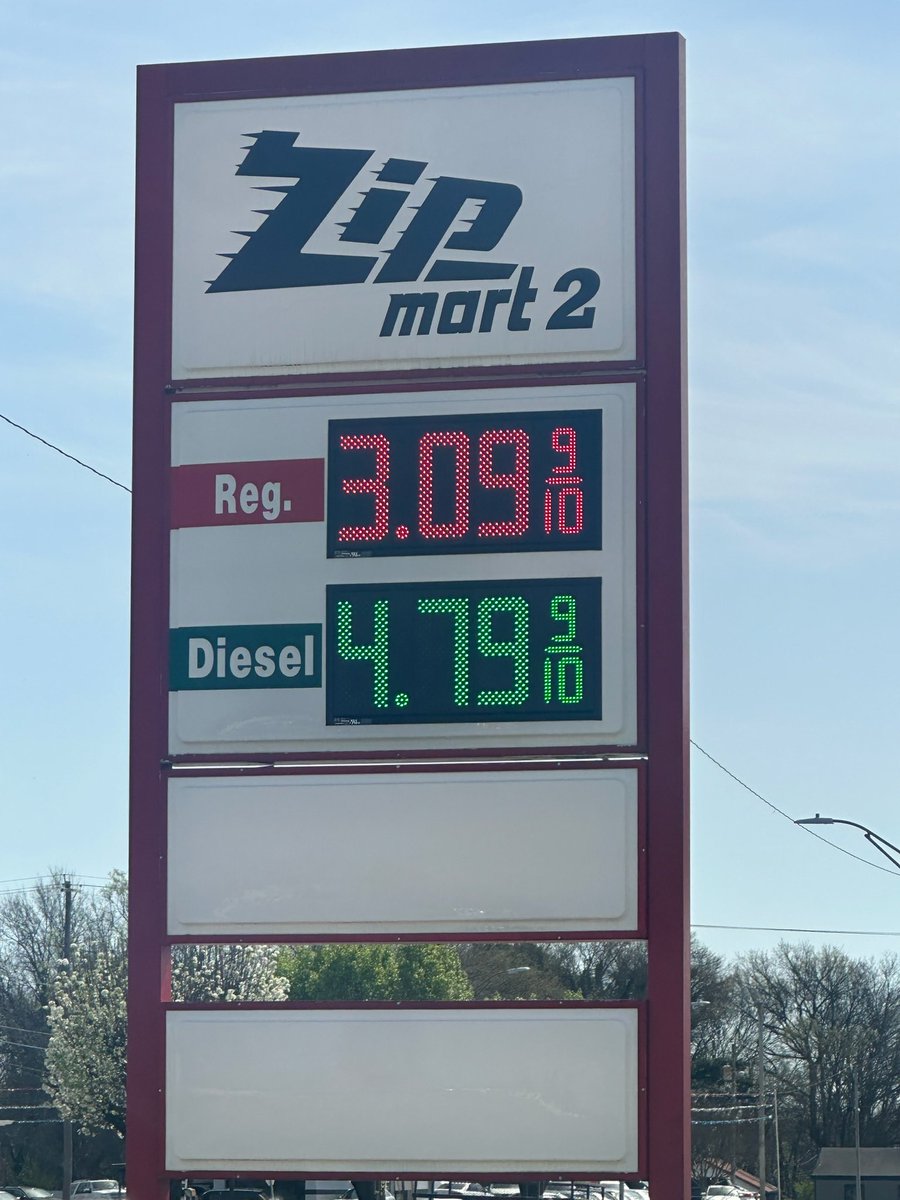 Zip
mart 2
Reg. 3.09 9/10
Diesel 4.79 9/10